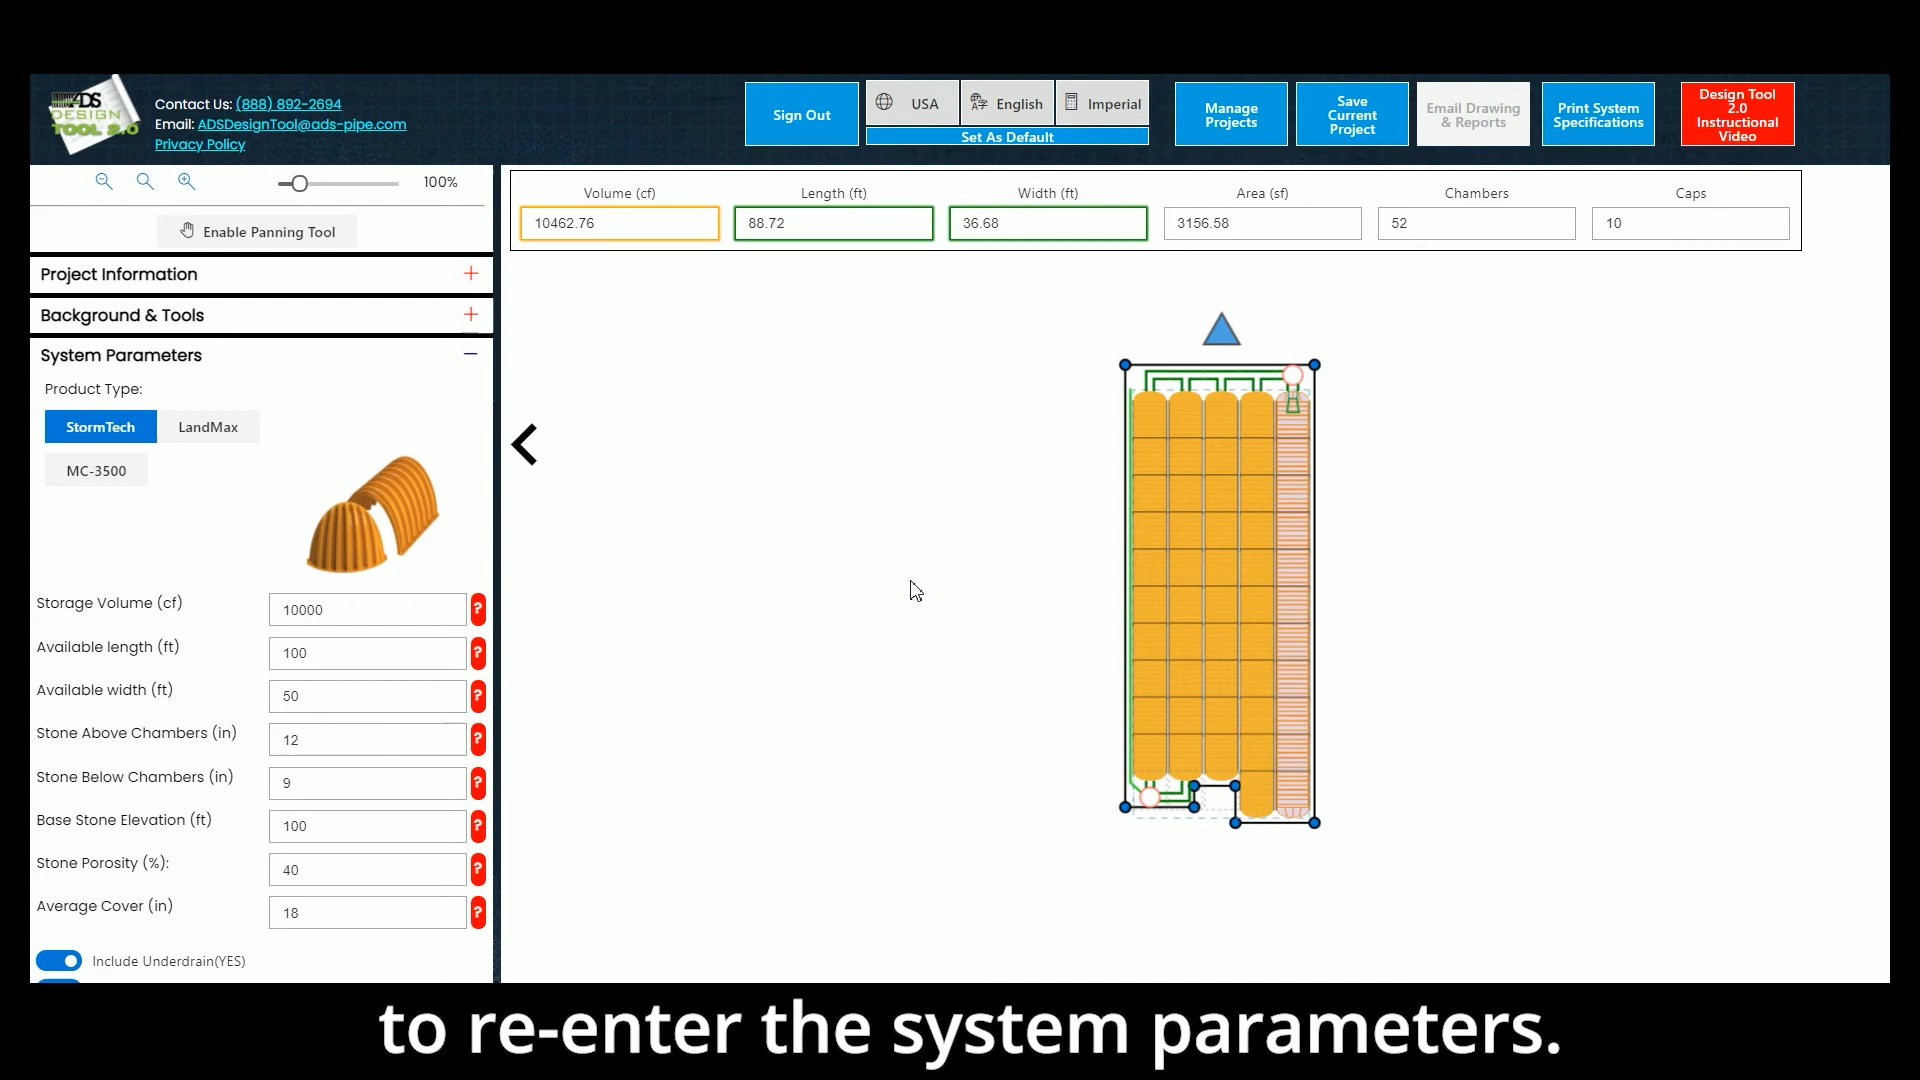 ADS
DESIGN
TOOL 2.0
Contact Us: (888) 892-2694
Email: ADSDesignTool@ads-pipe.com
Privacy Policy
Sign Out
USA
English
Imperial
Set As Default
Manage
Projects
Save
Current
Project
Email Drawing
& Reports
Print System
Specifications
Design Tool
2.0
Instructional
Video
100%
Enable Panning Tool
Project Information
Background & Tools
System Parameters
Product Type:
StormTech
LandMax
MC-3500
Storage Volume (cf)
10000
?
Available length (ft)
100
?
Available width (ft)
50
?
Stone Above Chambers (in)
12
?
Stone Below Chambers (in)
9
?
Base Stone Elevation (ft)
100
?
Stone Porosity (%):
40
?
Average Cover (in)
18
?
Include Underdrain(YES)
Volume (cf)
Length (ft)
Width (ft)
Area (sf)
Chambers
Caps
10462.76
88.72
36.68
3156.58
52
10
to re-enter the system parameters.